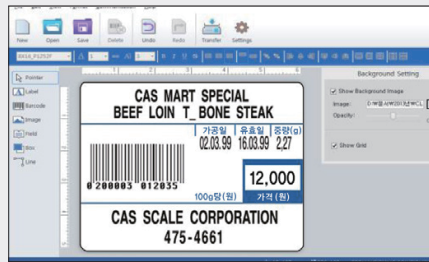 New Open Save Delete Undo Redo Transfer Settings
Pointer
Label
Barcode
Image
Field
Box
Line
Background Setting
Show Background Image
Image:
Opacity:
Show Grid
CAS MART SPECIAL
BEEF LOIN T_ BONE STEAK
가공일 유효일 중량(g)
02.03.99 16.03.99 2,27
0 200003 012035
12,000
100g당(원) 가격 (원)
CAS SCALE CORPORATION
475-4661